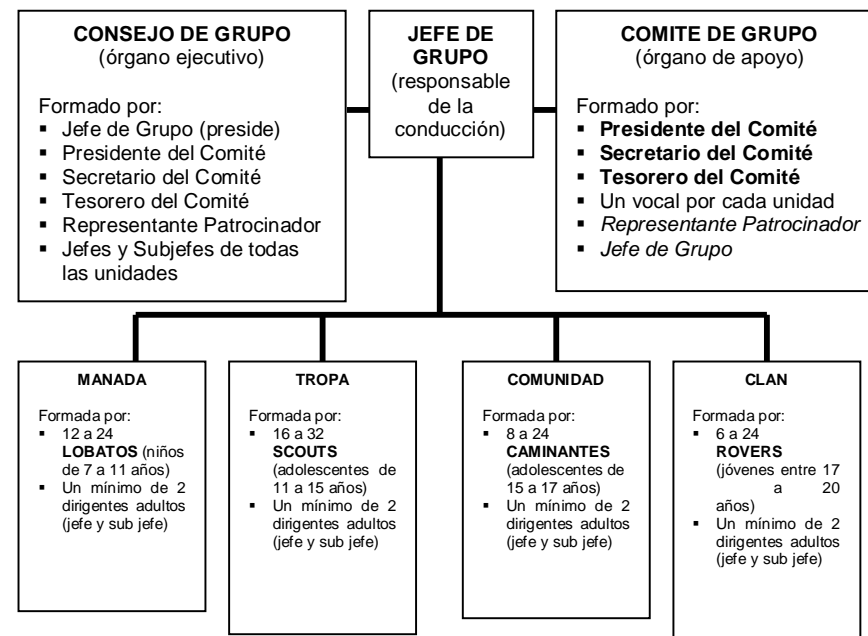 CONSEJO DE GRUPO
(órgano ejecutivo)
Formado por:
▪ Jefe de Grupo (preside)
▪ Presidente del Comité
▪ Secretario del Comité
▪ Tesorero del Comité
▪ Representante Patrocinador
▪ Jefes y Subjefes de todas
las unidades
JEFE DE
GRUPO
(responsable
de la
conducción)
COMITE DE GRUPO
(órgano de apoyo)
Formado por:
▪ Presidente del Comité
▪ Secretario del Comité
▪ Tesorero del Comité
▪ Un vocal por cada unidad
▪ Representante Patrocinador
▪ Jefe de Grupo
MANADA
Formada por:
▪ 12 a 24
LOBATOS (niños
de 7 a 11 años)
▪ Un mínimo de 2
dirigentes adultos
(jefe y sub jefe)
TROPA
Formada por:
▪ 16 a 32
SCOUTS
(adolescentes de
11 a 15 años)
▪ Un mínimo de 2
dirigentes adultos
(jefe y sub jefe)
COMUNIDAD
Formada por:
▪ 8 a 24
CAMINANTES
(adolescentes de
15 a 17 años)
▪ Un mínimo de 2
dirigentes adultos
(jefe y sub jefe)
CLAN
Formada por:
▪ 6 a 24
ROVERS
(jóvenes entre 17
a 20
años)
▪ Un mínimo de 2
dirigentes adultos
(jefe y sub jefe)